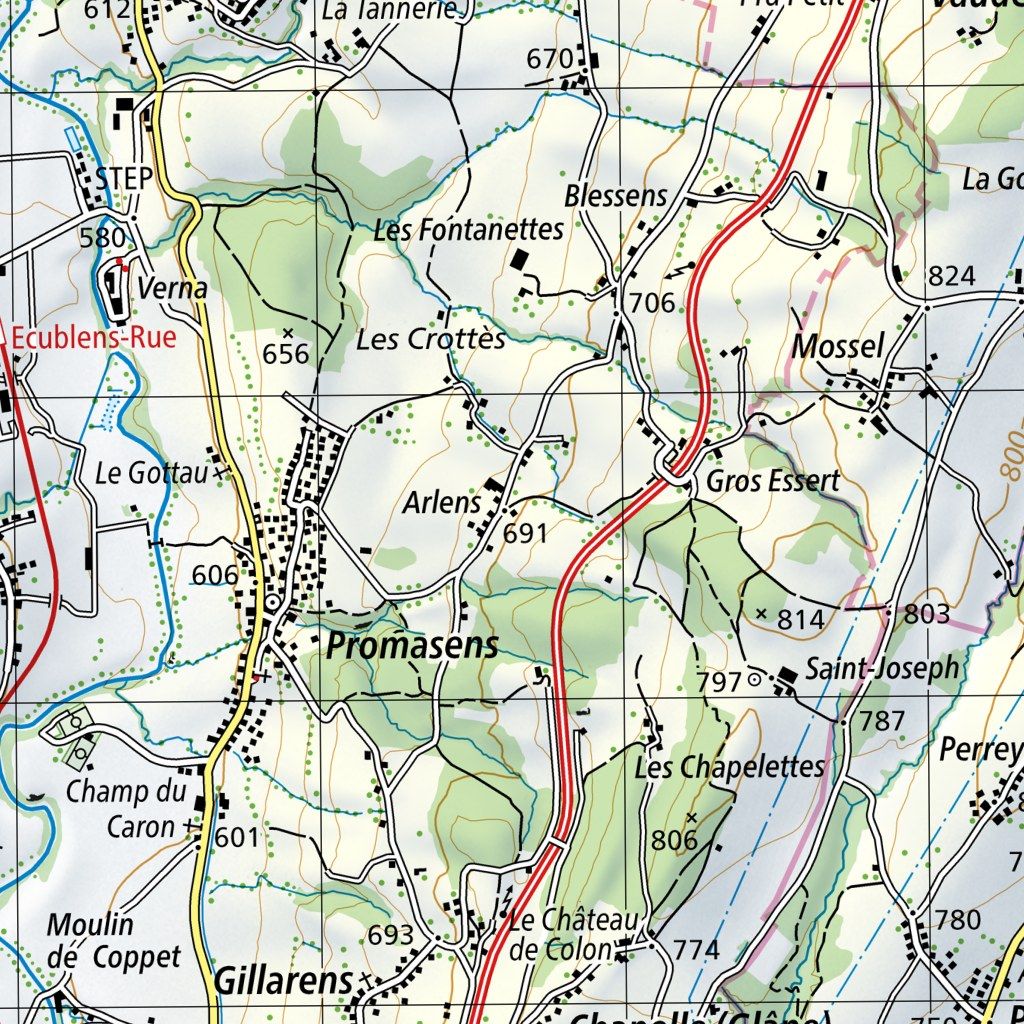 612
La Tannerie
Pra Petit
670
STEP
Blessens
La Go
580
Les Fontanettes
Verna
824
706
Ecublens-Rue
656
Les Crottès
Mossel
800
Le Gottau
Gros Essert
Arlens
691
606
814
803
Promasens
Saint-Joseph
797
787
Perrey
Les Chapelettes
Champ du
Caron
806
601
Moulin
de Coppet
693
Le Château
de Colon
774
780
Gillarens